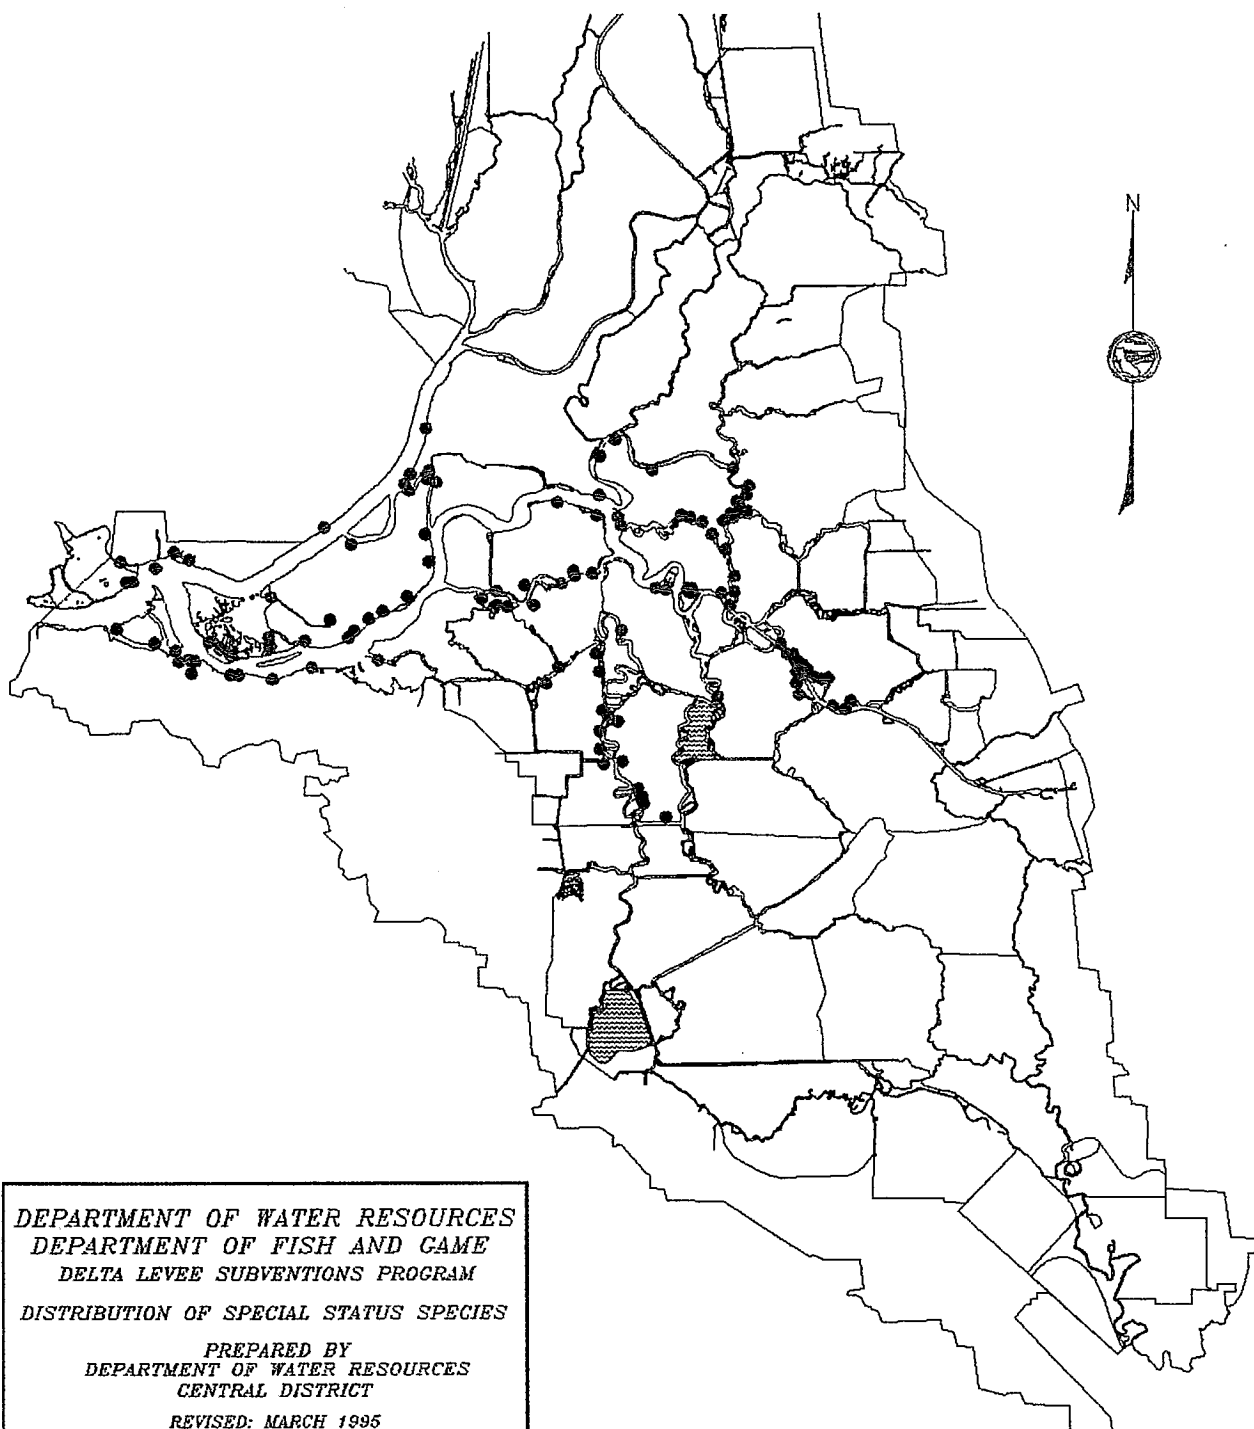 N
DEPARTMENT OF WATER RESOURCES
DEPARTMENT OF FISH AND GAME
DELTA LEVEE SUBVENTIONS PROGRAM
DISTRIBUTION OF SPECIAL STATUS SPECIES
PREPARED BY
DEPARTMENT OF WATER RESOURCES
CENTRAL DISTRICT
REVISED: MARCH 1995